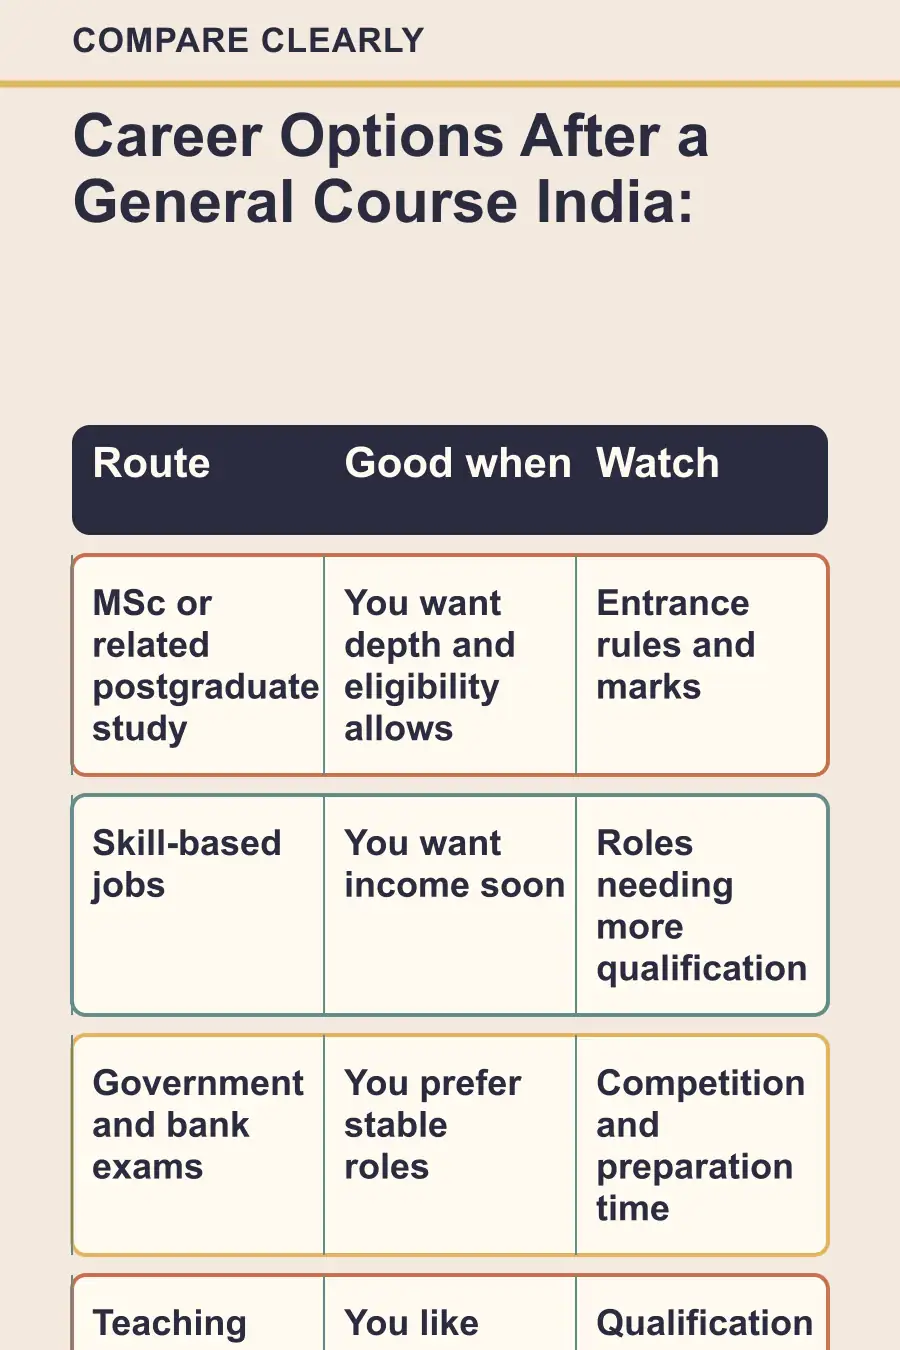 COMPARE CLEARLY
Career Options After a
General Course India:
Route Good when Watch
MSc or
related
postgraduate
study
You want
depth and
eligibility
allows
Entrance
rules and
marks
Skill-based
jobs
You want
income soon
Roles
needing
more
qualification
Government
and bank
exams
You prefer
stable
roles
Competition
and
preparation
time
Teaching
You like
Qualification